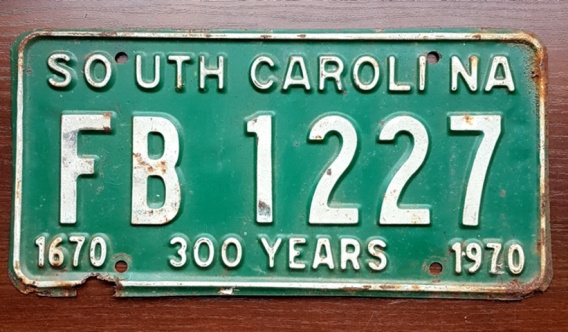 SOUTH CAROLINA
FB 1227
1670 300 YEARS 1970